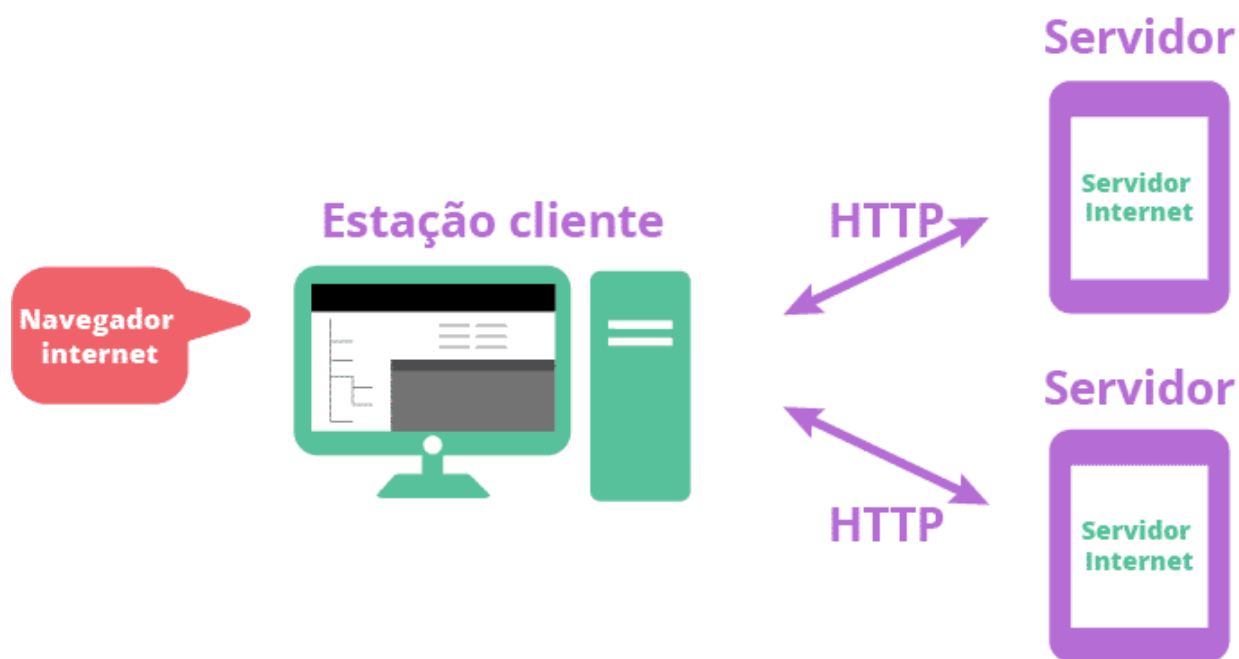 Servidor
Servidor
Internet
Estação cliente
HTTP
Navegador
internet
Servidor
HTTP
Servidor
Internet